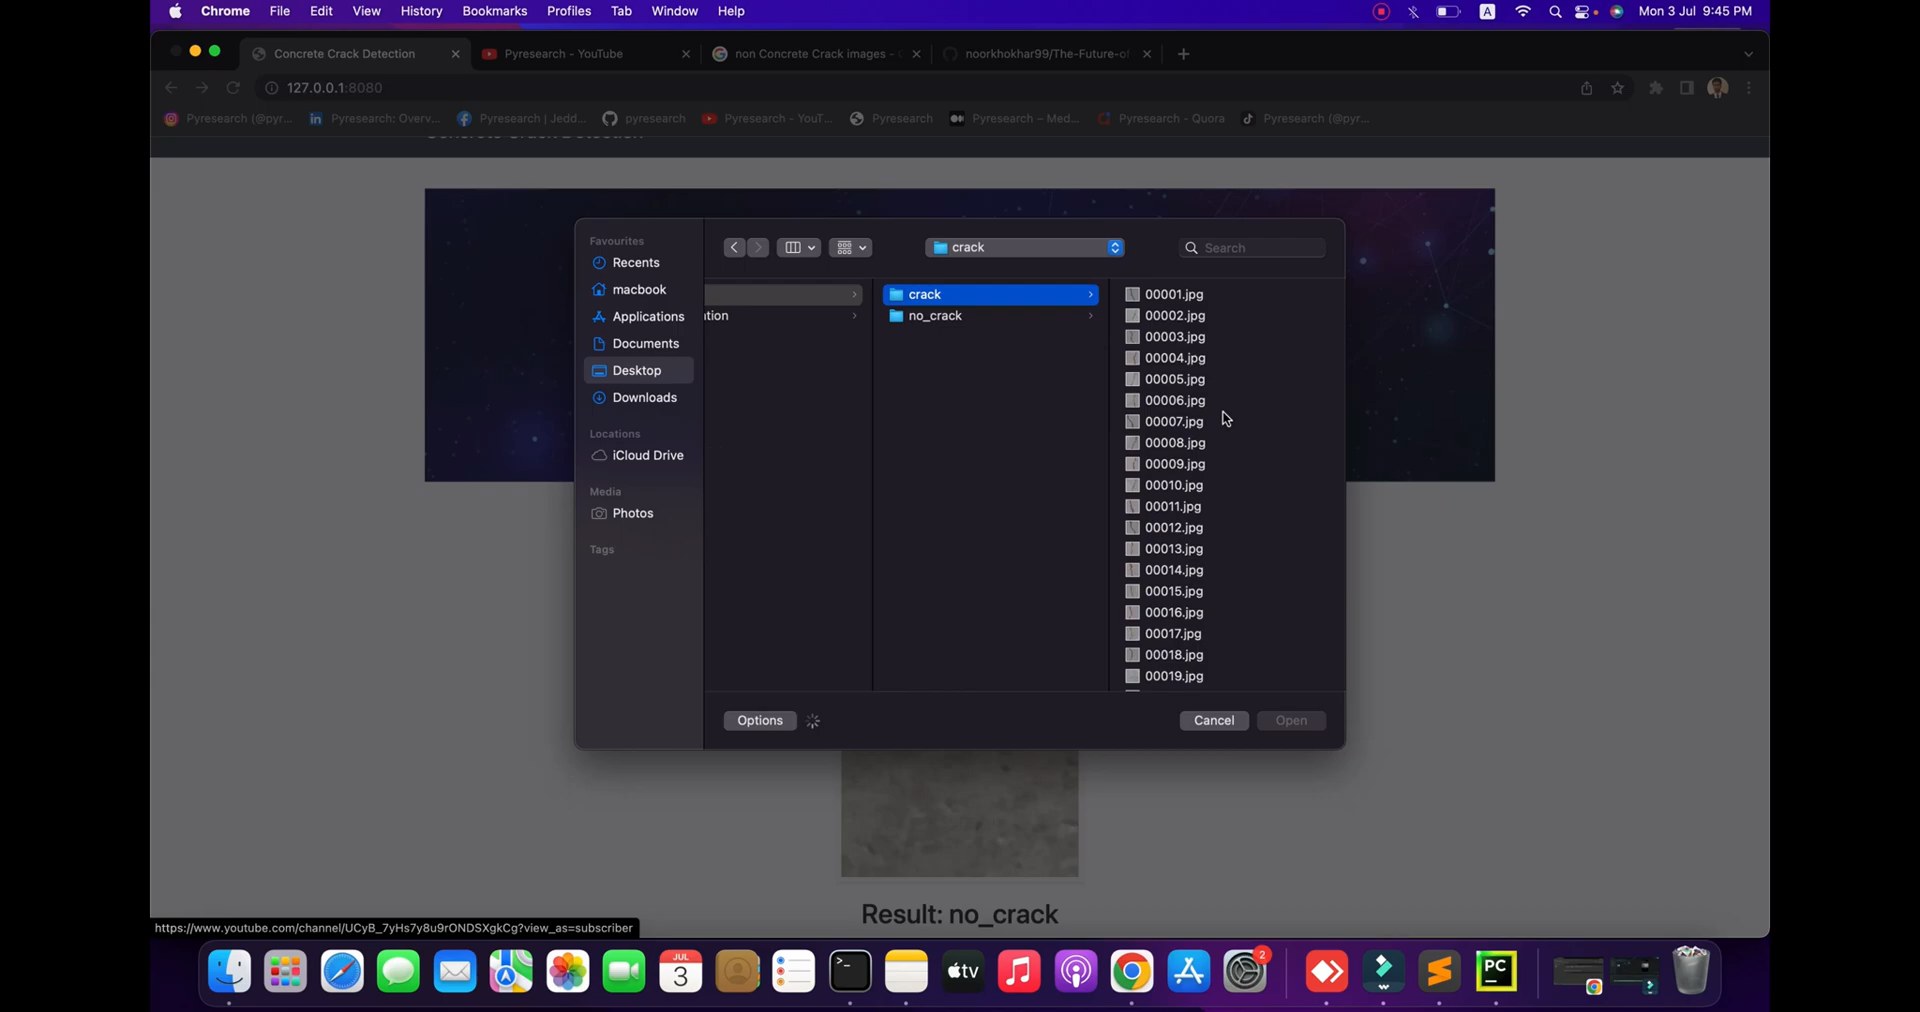 Chrome File Edit View History Bookmarks Profiles Tab Window Help A Mon 3 Jul 9:45 PM
Concrete Crack Detection
Pyresearch - YouTube
non Concrete Crack images -
noorkhokhar99/The-Future-of
127.0.0.1:8080
Pyresearch (@pyr...
Pyresearch: Overv...
Pyresearch | Jedd...
pyresearch
Pyresearch - YouT...
Pyresearch
Pyresearch – Med...
Pyresearch - Quora
Pyresearch (@pyr...
Concrete Crack Detection
Favourites
Recents
macbook
Applications
Documents
Desktop
Downloads
Locations
iCloud Drive
Media
Photos
Tags
crack
Search
tion
crack
no_crack
00001.jpg
00002.jpg
00003.jpg
00004.jpg
00005.jpg
00006.jpg
00007.jpg
00008.jpg
00009.jpg
00010.jpg
00011.jpg
00012.jpg
00013.jpg
00014.jpg
00015.jpg
00016.jpg
00017.jpg
00018.jpg
00019.jpg
Options
Cancel
Open
Result: no_crack
https://www.youtube.com/channel/UCyB_7yHs7y8u9rONDSXgkCg?view_as=subscriber
JUL
3
tv
2
PC